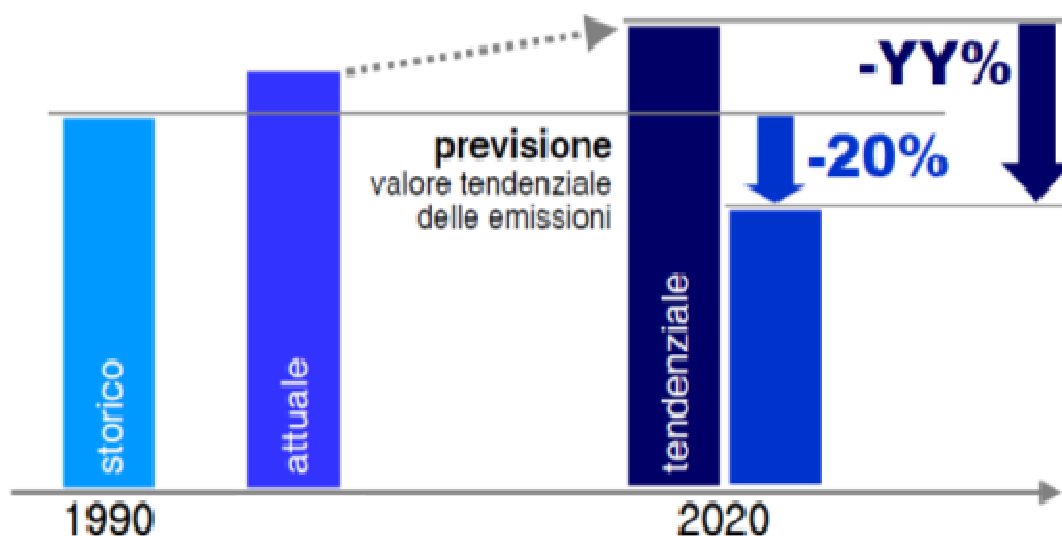 -YY%
previsione
valore tendenziale
delle emissioni
-20%
storico
attuale
tendenziale
1990
2020